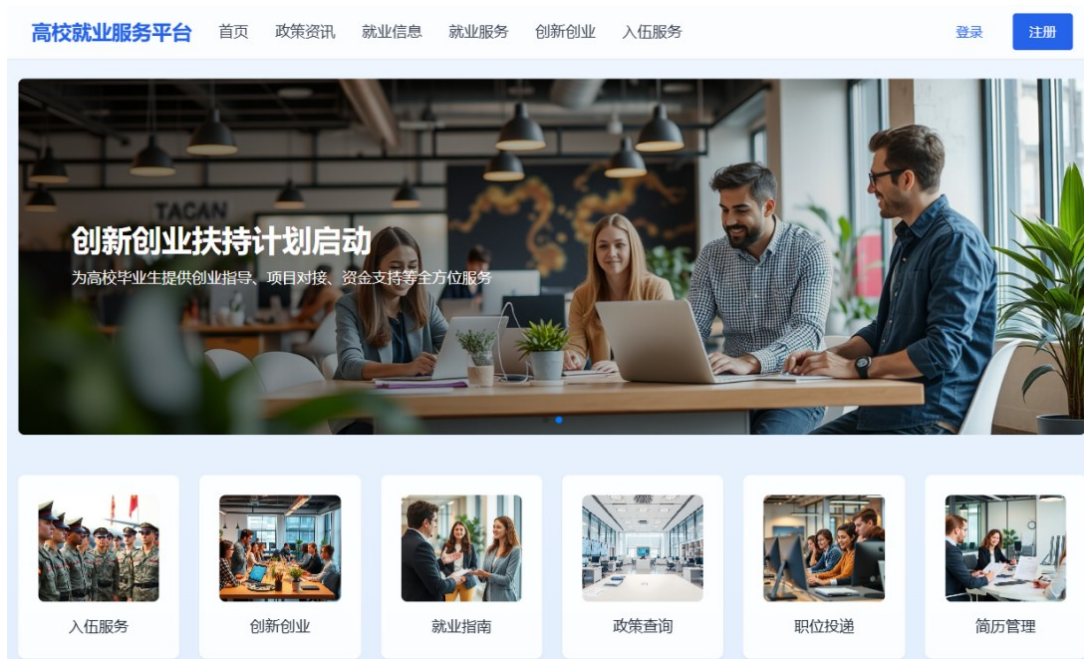 高校就业服务平台 首页 政策资讯 就业信息 就业服务 创新创业 入伍服务 登录 注册
TACAN
创新创业扶持计划启动
为高校毕业生提供创业指导、项目对接、资金支持等全方位服务
入伍服务 创新创业 就业指南 政策查询 职位投递 简历管理